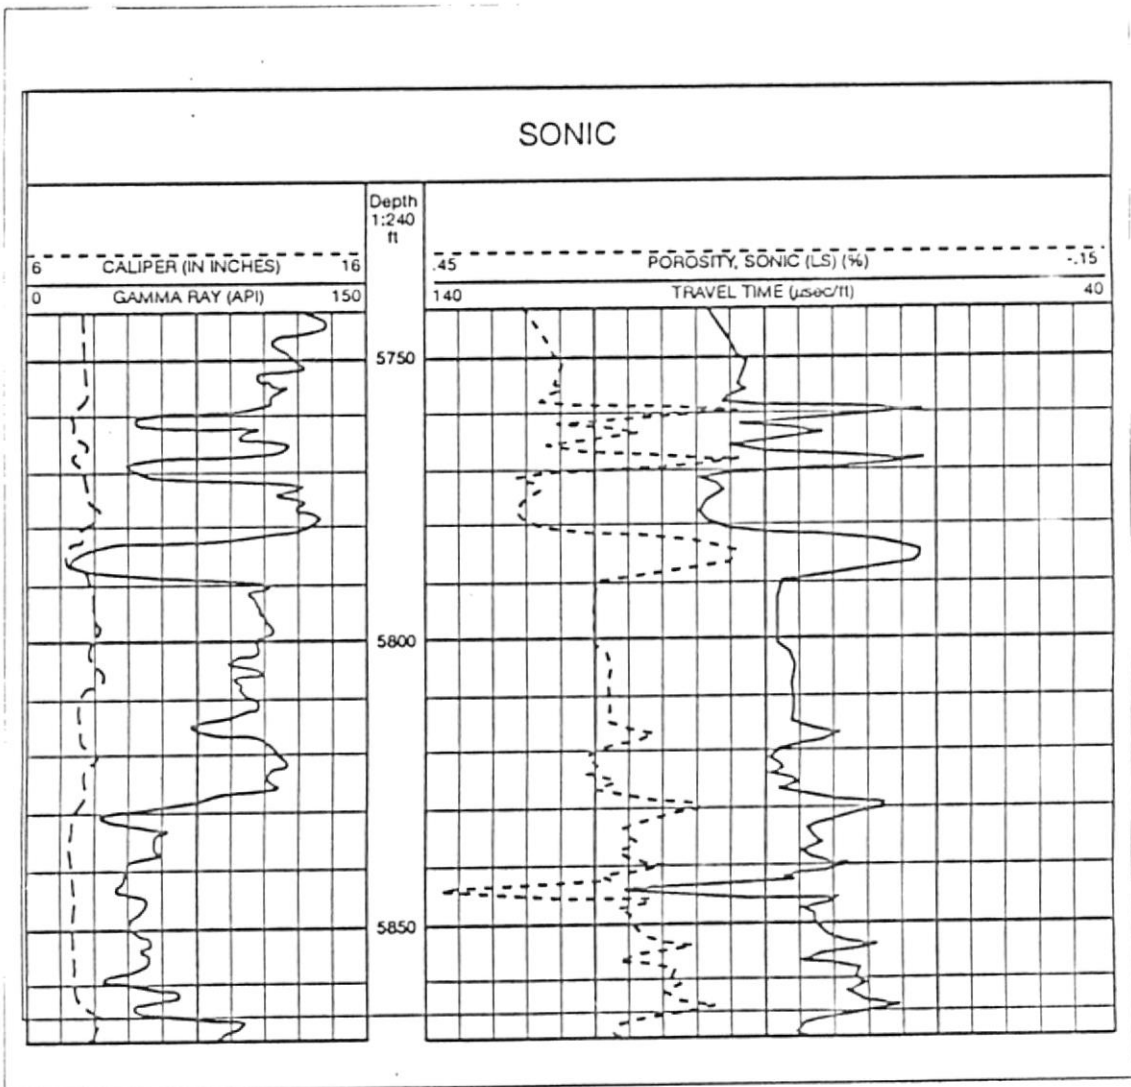 SONIC
Depth
1:240
ft
6 CALIPER (IN INCHES) 16
0 GAMMA RAY (API) 150
.45 POROSITY, SONIC (LS) (%) -.15
140 TRAVEL TIME (µsec/ft) 40
5750
5800
5850